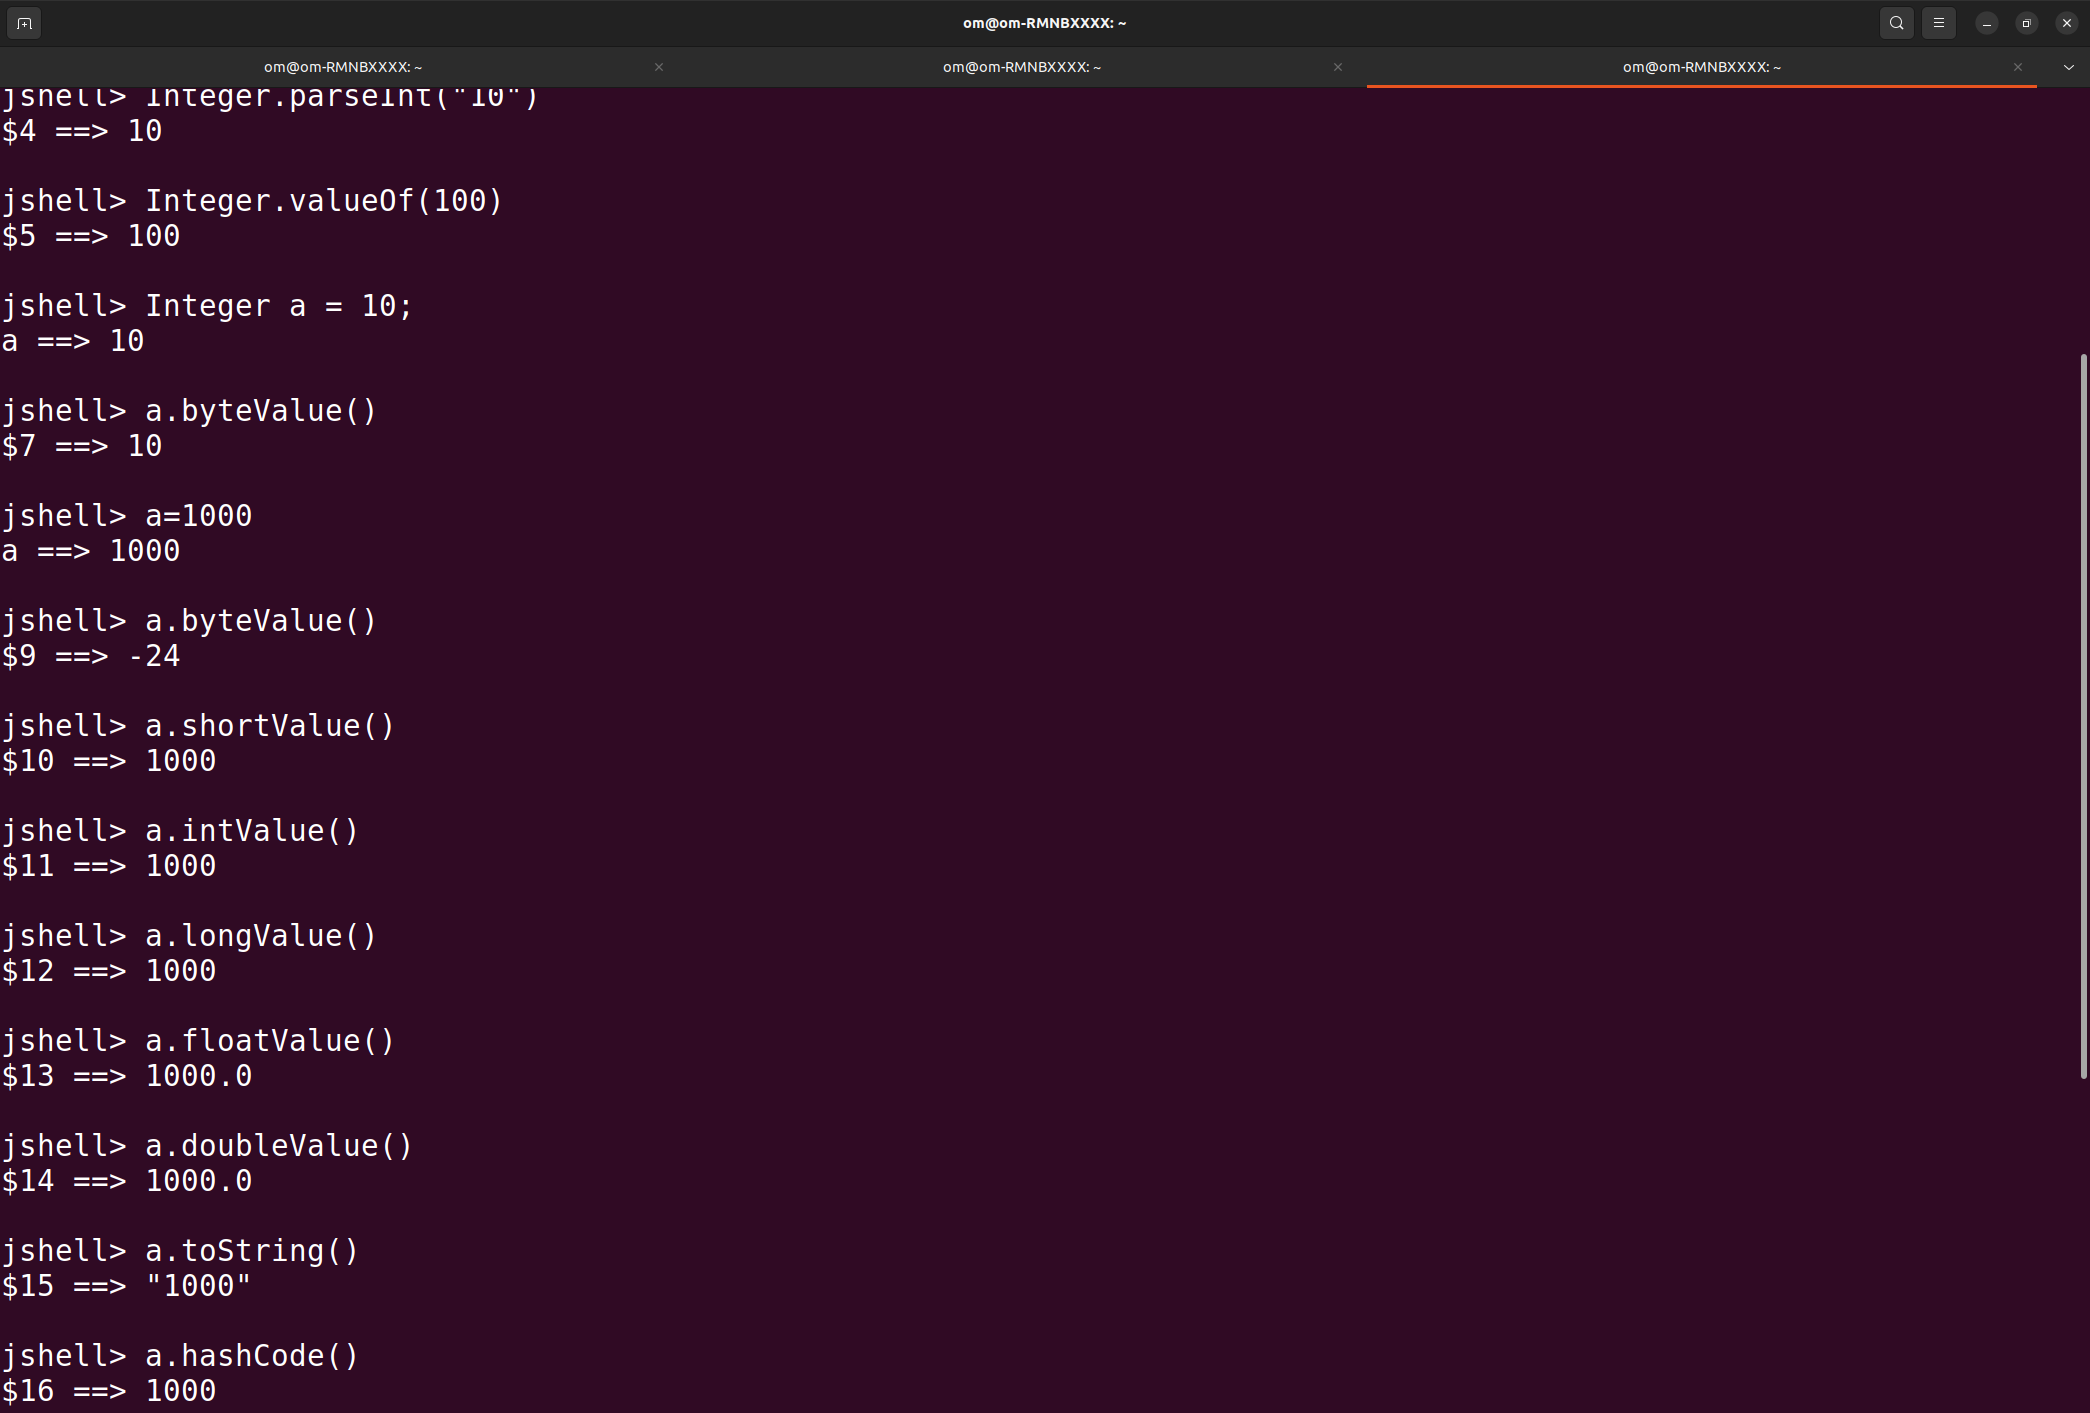 om@om-RMNBXXXX: ~
om@om-RMNBXXXX: ~
om@om-RMNBXXXX: ~
om@om-RMNBXXXX: ~
jshell> Integer.parseInt("10")
$4 ==> 10
jshell> Integer.valueOf(100)
$5 ==> 100
jshell> Integer a = 10;
a ==> 10
jshell> a.byteValue()
$7 ==> 10
jshell> a=1000
a ==> 1000
jshell> a.byteValue()
$9 ==> -24
jshell> a.shortValue()
$10 ==> 1000
jshell> a.intValue()
$11 ==> 1000
jshell> a.longValue()
$12 ==> 1000
jshell> a.floatValue()
$13 ==> 1000.0
jshell> a.doubleValue()
$14 ==> 1000.0
jshell> a.toString()
$15 ==> "1000"
jshell> a.hashCode()
$16 ==> 1000